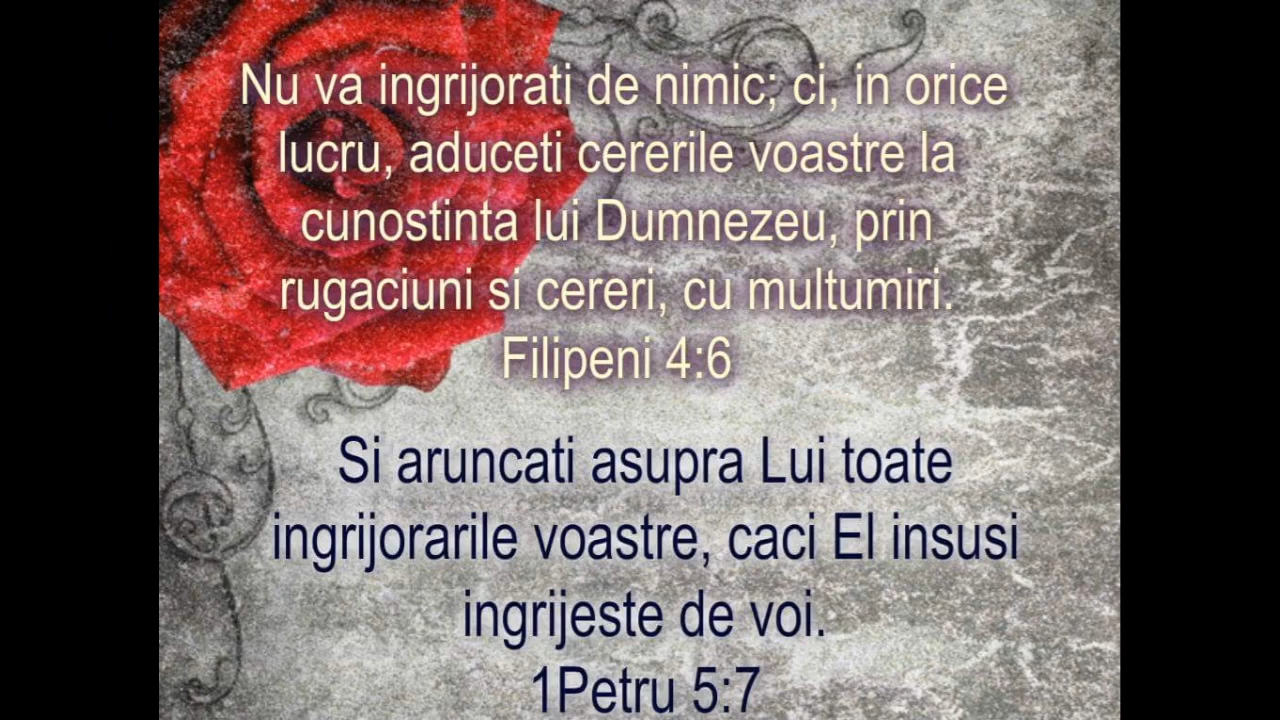 Nu va ingrijorati de nimic; ci, in orice
lucru, aduceti cererile voastre la
cunostinta lui Dumnezeu, prin
rugaciuni si cereri, cu multumiri.
Filipeni 4:6
Si aruncati asupra Lui toate
ingrijorarile voastre, caci El insusi
ingrijeste de voi.
1Petru 5:7